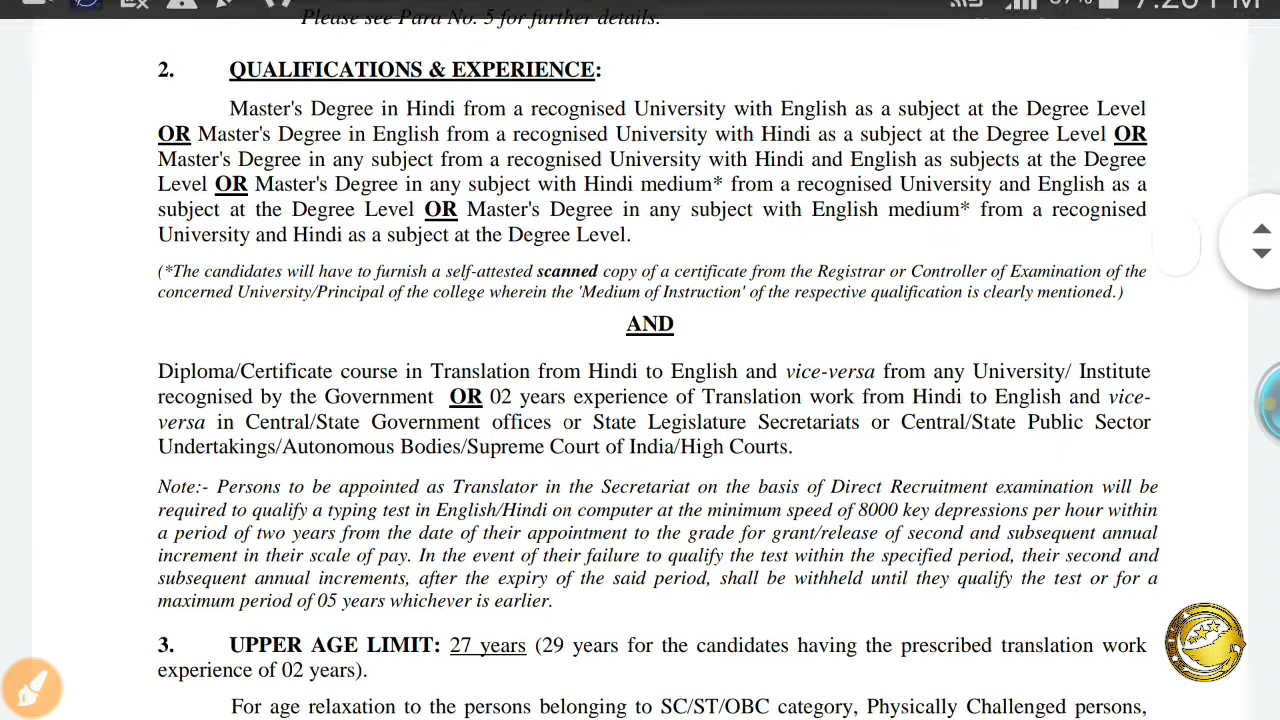 Please see Para No. 5 for further details.
2. QUALIFICATIONS & EXPERIENCE:
Master's Degree in Hindi from a recognised University with English as a subject at the Degree Level
OR Master's Degree in English from a recognised University with Hindi as a subject at the Degree Level OR
Master's Degree in any subject from a recognised University with Hindi and English as subjects at the Degree
Level OR Master's Degree in any subject with Hindi medium* from a recognised University and English as a
subject at the Degree Level OR Master's Degree in any subject with English medium* from a recognised
University and Hindi as a subject at the Degree Level.
(*The candidates will have to furnish a self-attested scanned copy of a certificate from the Registrar or Controller of Examination of the
concerned University/Principal of the college wherein the 'Medium of Instruction' of the respective qualification is clearly mentioned.)
AND
Diploma/Certificate course in Translation from Hindi to English and vice-versa from any University/ Institute
recognised by the Government OR 02 years experience of Translation work from Hindi to English and vice-
versa in Central/State Government offices or State Legislature Secretariats or Central/State Public Sector
Undertakings/Autonomous Bodies/Supreme Court of India/High Courts.
Note:- Persons to be appointed as Translator in the Secretariat on the basis of Direct Recruitment examination will be
required to qualify a typing test in English/Hindi on computer at the minimum speed of 8000 key depressions per hour within
a period of two years from the date of their appointment to the grade for grant/release of second and subsequent annual
increment in their scale of pay. In the event of their failure to qualify the test within the specified period, their second and
subsequent annual increments, after the expiry of the said period, shall be withheld until they qualify the test or for a
maximum period of 05 years whichever is earlier.
3. UPPER AGE LIMIT: 27 years (29 years for the candidates having the prescribed translation work
experience of 02 years).
For age relaxation to the persons belonging to SC/ST/OBC category, Physically Challenged persons,